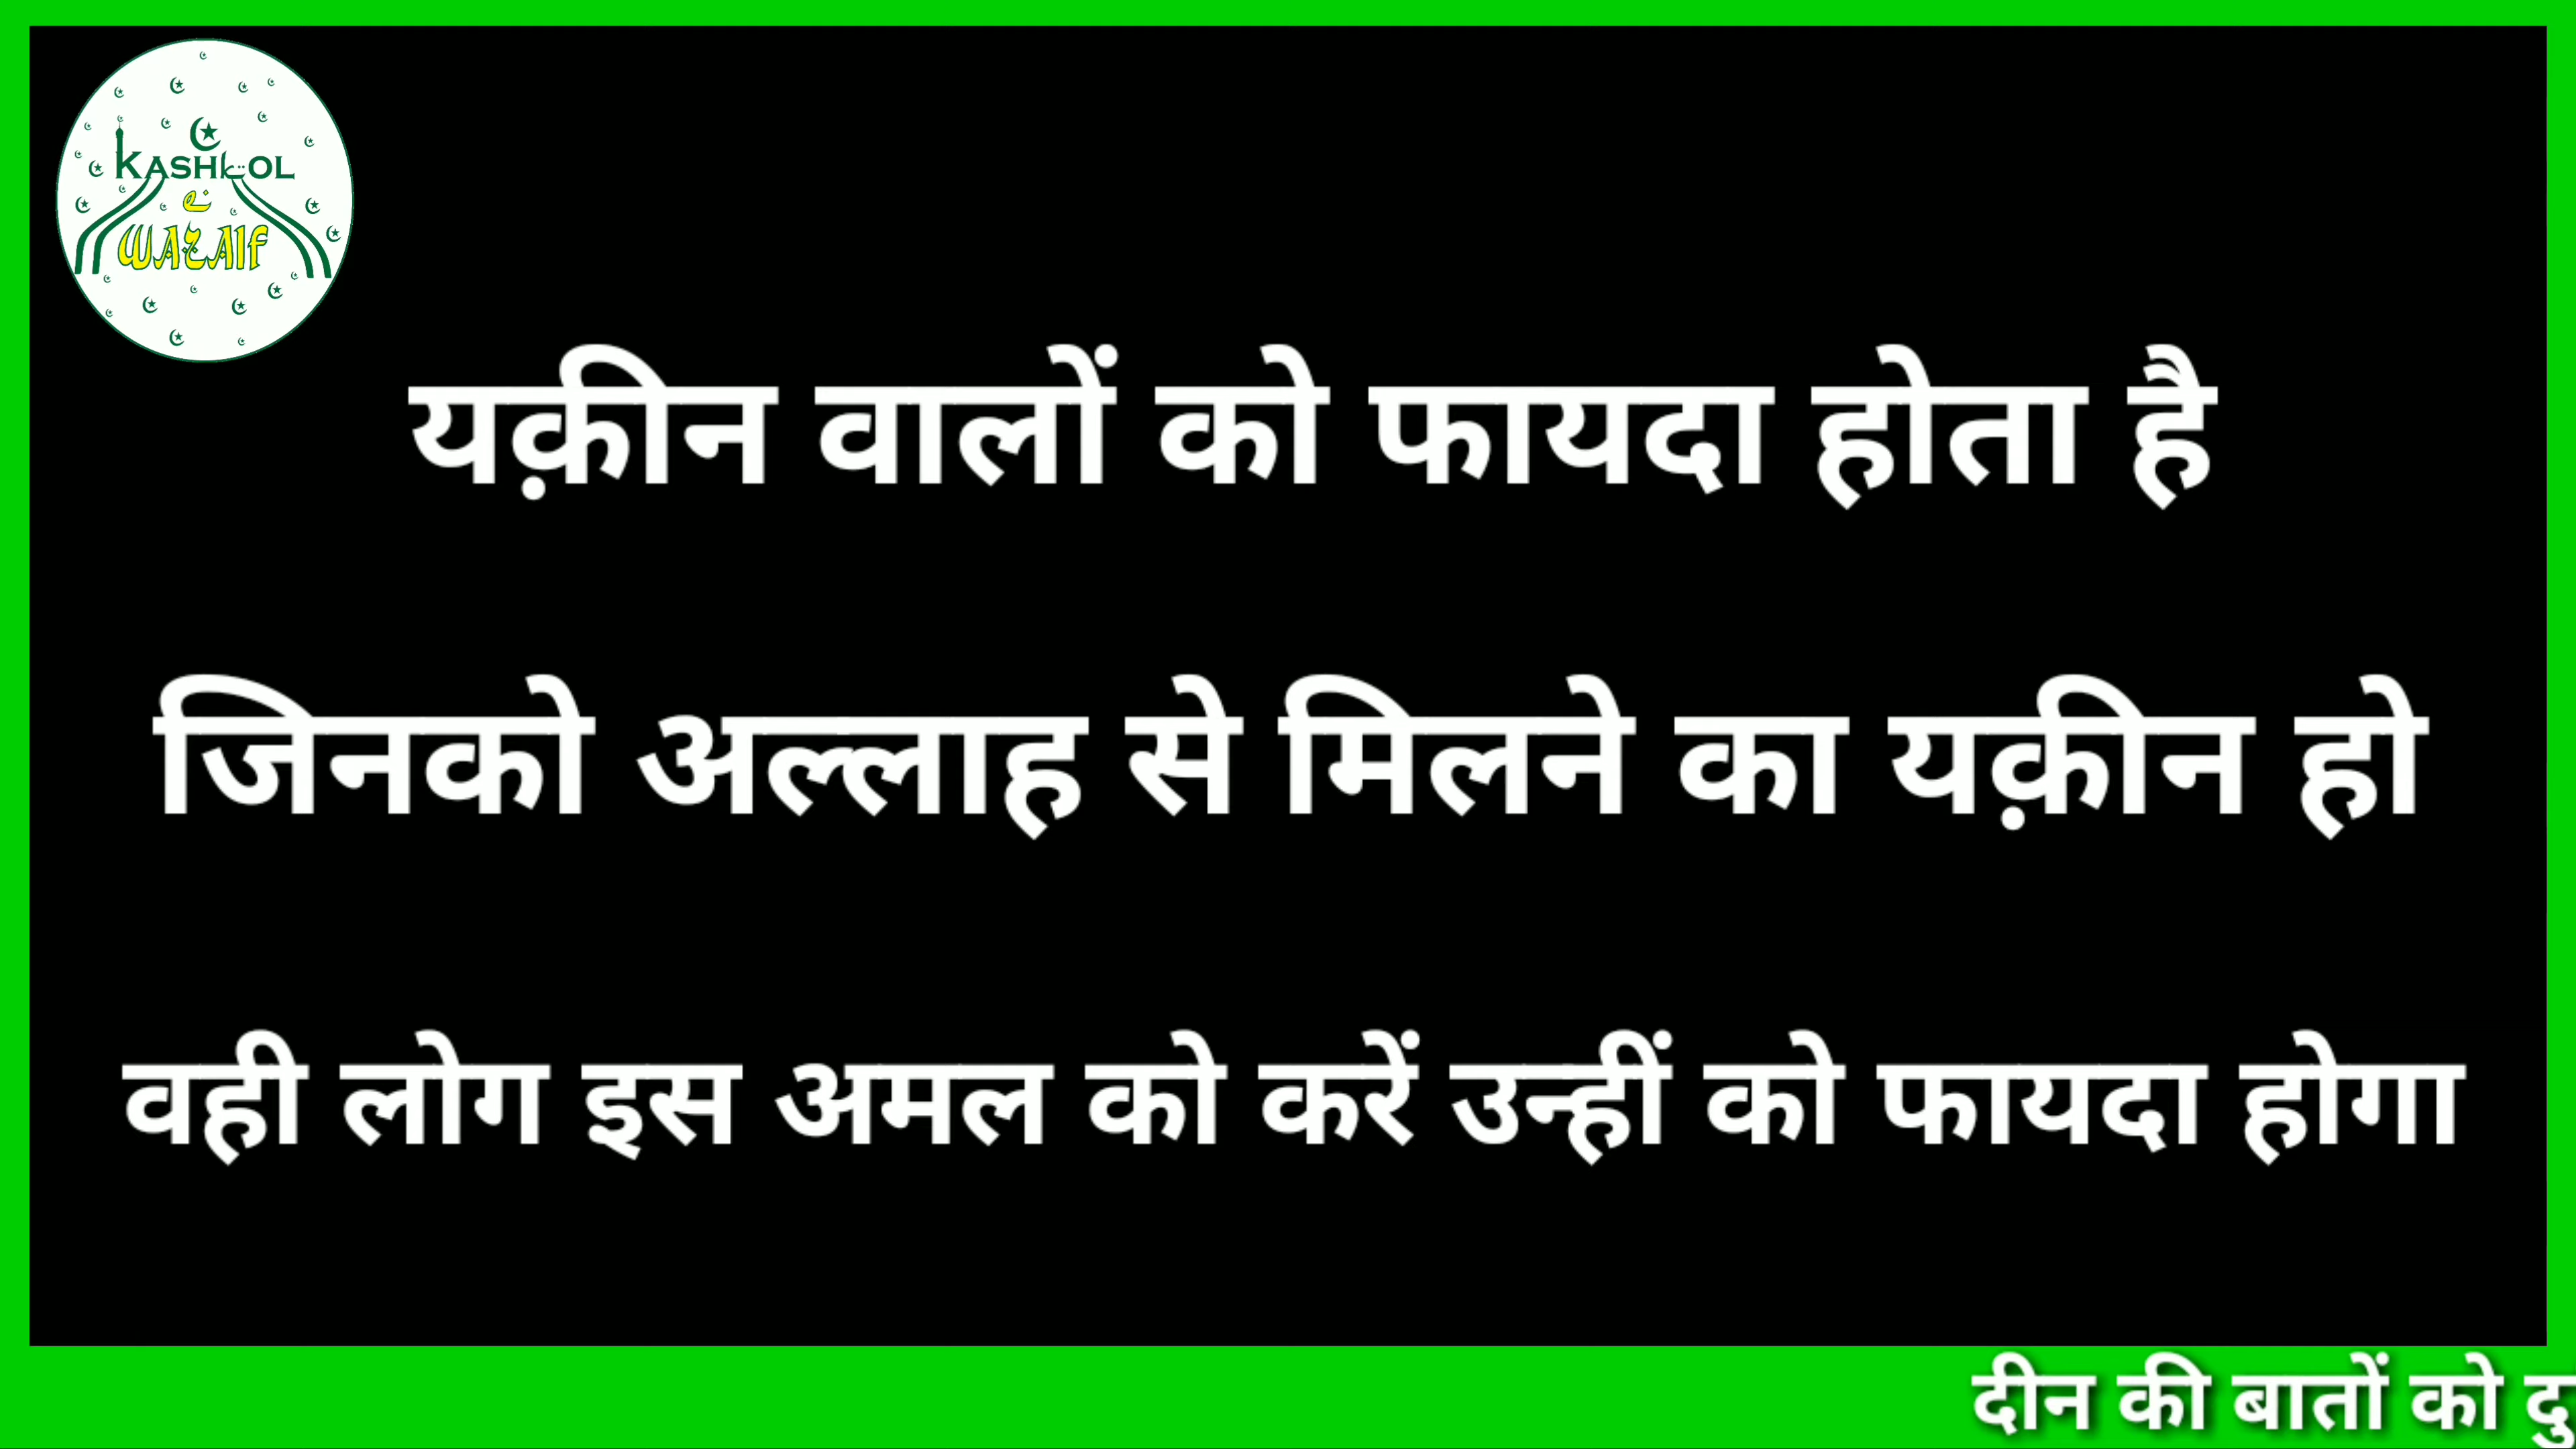 KASHKOL
e
WAZAIF
यक़ीन वालों को फायदा होता है
जिनको अल्लाह से मिलने का यक़ीन हो
वही लोग इस अमल को करें उन्हीं को फायदा होगा
दीन की बातों को